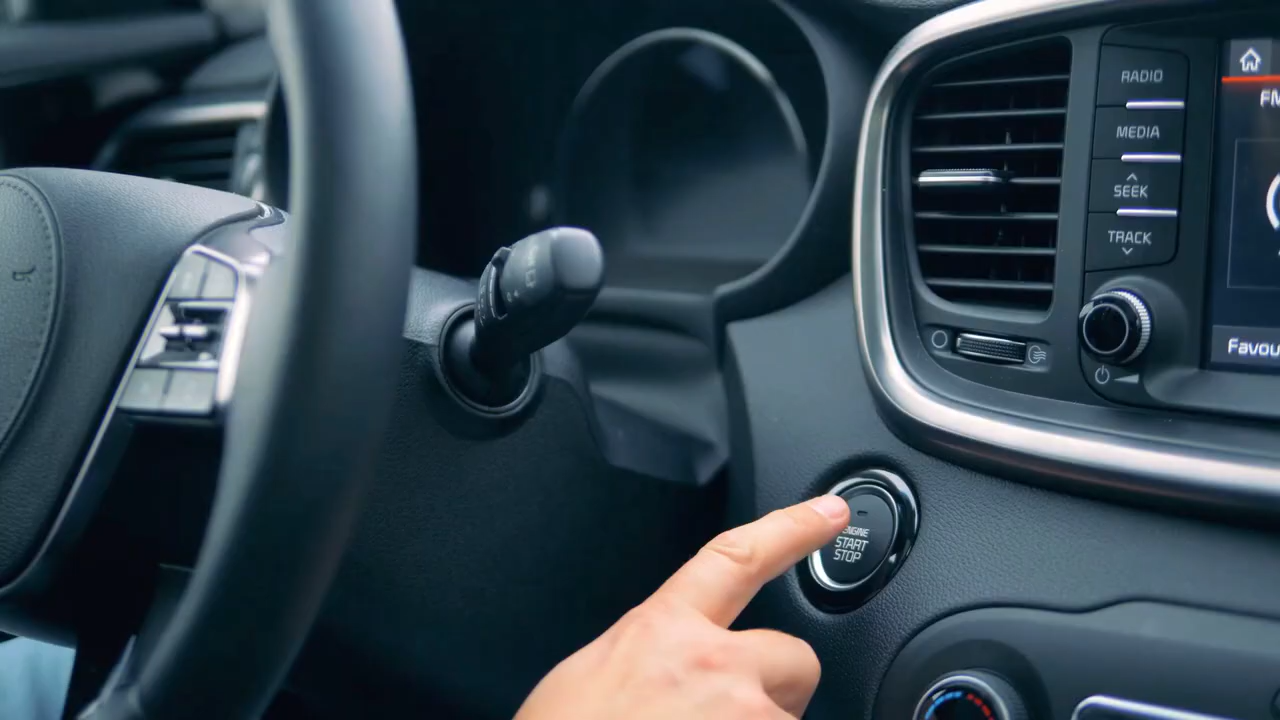 RADIO
MEDIA
SEEK
TRACK
FM
Favou
ENGINE
START
STOP